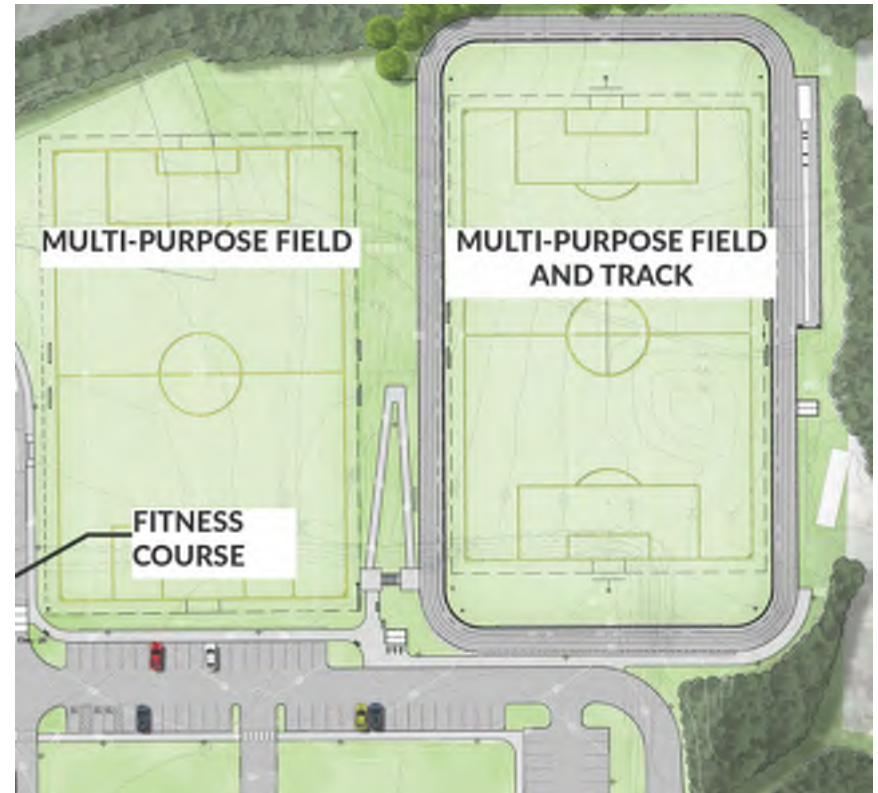 MULTI-PURPOSE FIELD
MULTI-PURPOSE FIELD
AND TRACK
FITNESS
COURSE